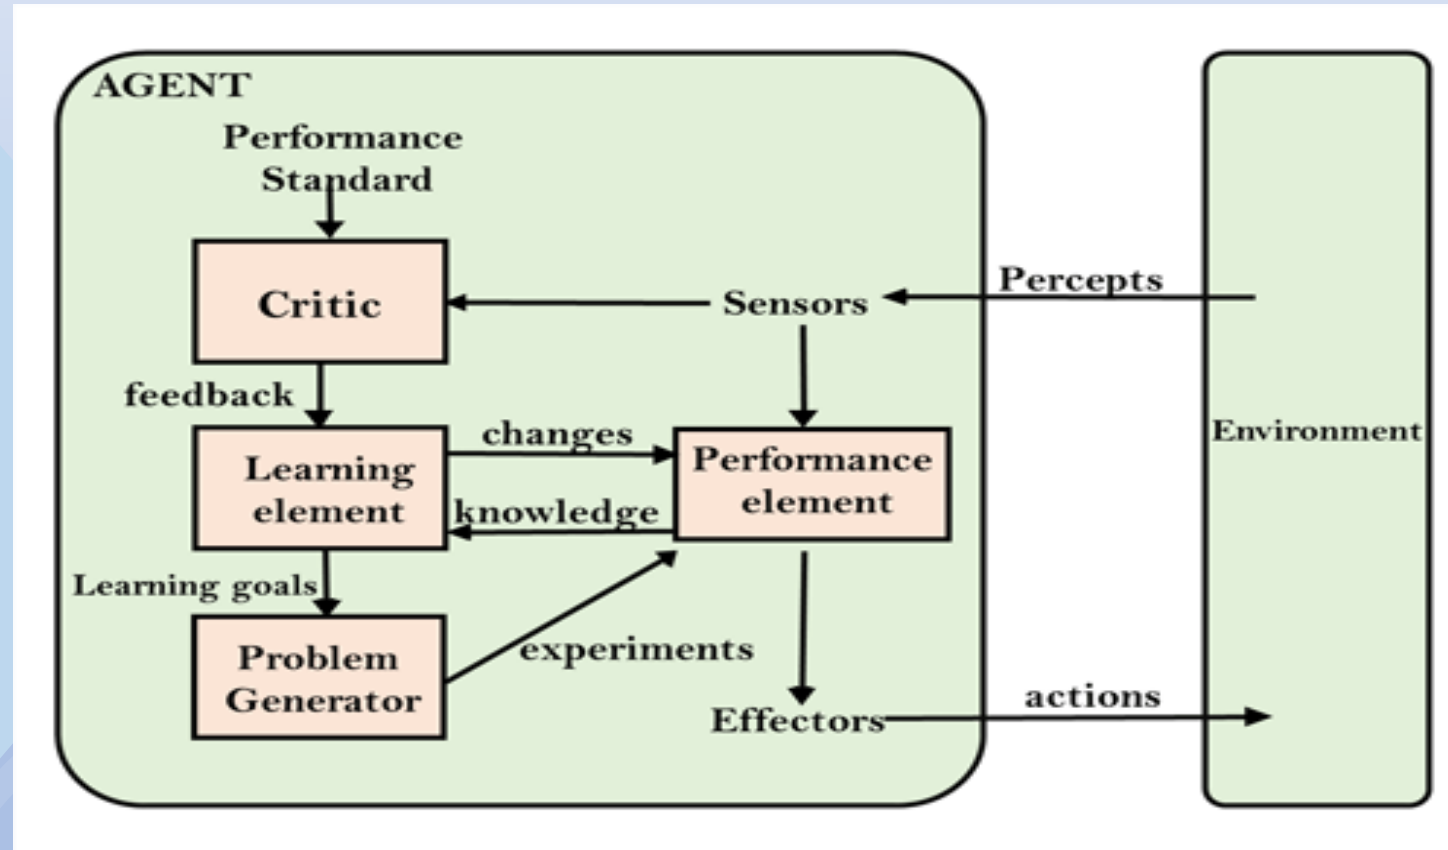 AGENT
Performance
Standard
Critic
Sensors
Percepts
feedback
changes
Learning
element
Performance
element
Environment
knowledge
Learning goals
Problem
Generator
experiments
Effectors
actions